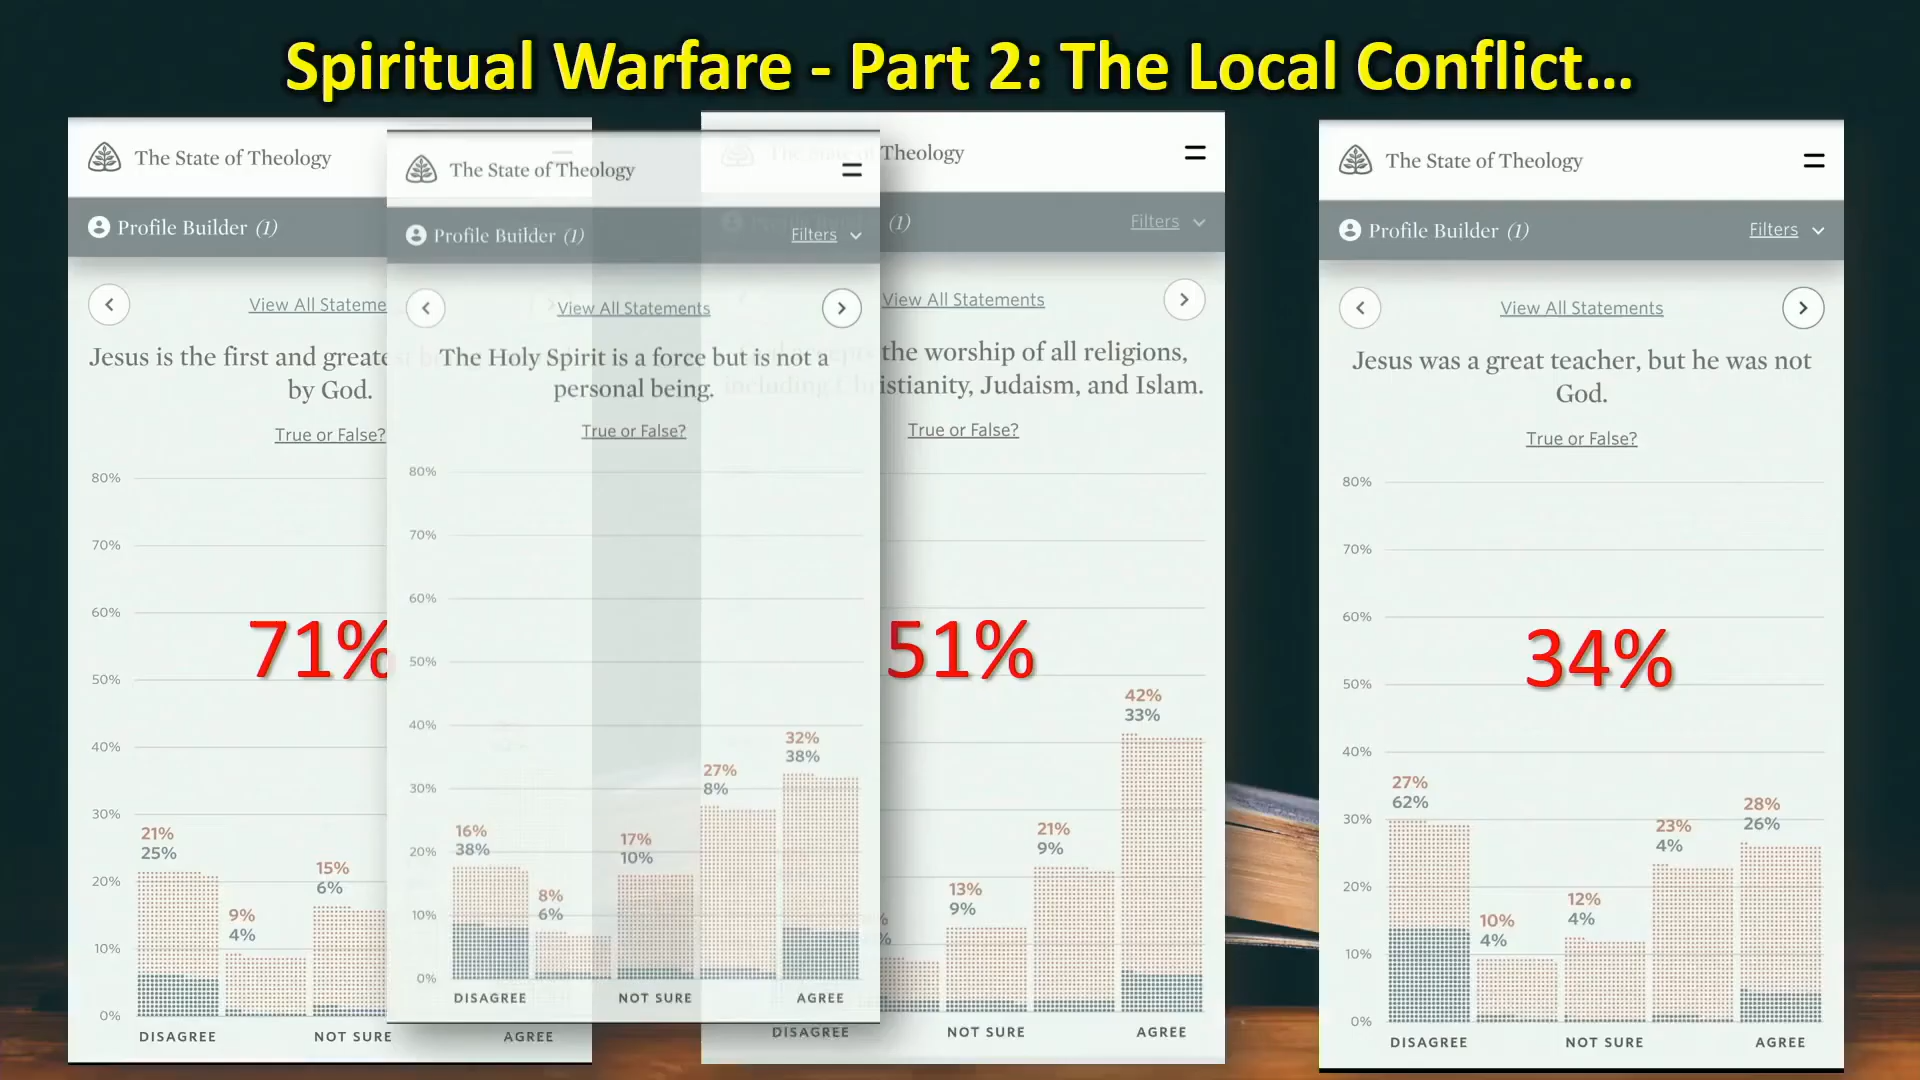 Spiritual Warfare - Part 2: The Local Conflict...
The State of Theology
Profile Builder (1)
View All Stateme
Jesus is the first and greate
by God.
True or False?
80%
70%
60%
50%
40%
30%
20%
10%
0%
71%
21%
25%
9%
4%
15%
6%
DISAGREE
NOT SURE
AGREE
The State of Theology
Profile Builder (1)
Filters
View All Statements
The Holy Spirit is a force but is not a
personal being.
True or False?
80%
70%
60%
50%
40%
30%
20%
10%
0%
16%
38%
8%
6%
17%
10%
27%
8%
32%
38%
DISAGREE
NOT SURE
AGREE
Theology
(1)
Filters
View All Statements
the worship of all religions,
istianity, Judaism, and Islam.
True or False?
51%
13%
9%
21%
9%
42%
33%
DISAGREE
NOT SURE
AGREE
The State of Theology
Profile Builder (1)
Filters
View All Statements
Jesus was a great teacher, but he was not
God.
True or False?
80%
70%
60%
50%
40%
30%
20%
10%
0%
34%
27%
62%
10%
4%
12%
4%
23%
4%
28%
26%
DISAGREE
NOT SURE
AGREE